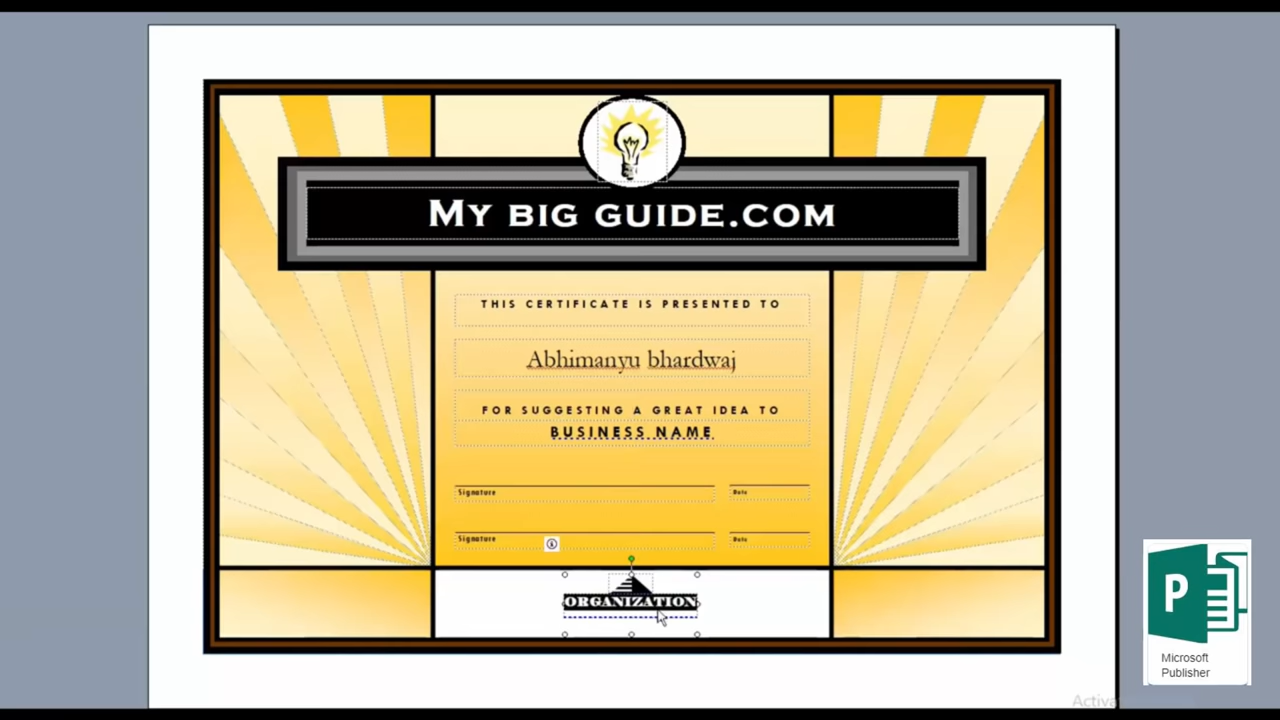 My big guide.com
THIS CERTIFICATE IS PRESENTED TO
Abhimanyu bhardwaj
FOR SUGGESTING A GREAT IDEA TO
BUSINESS NAME
Signature
Date
Signature
Date
ORGANIZATION
P
Microsoft
Publisher
Activa